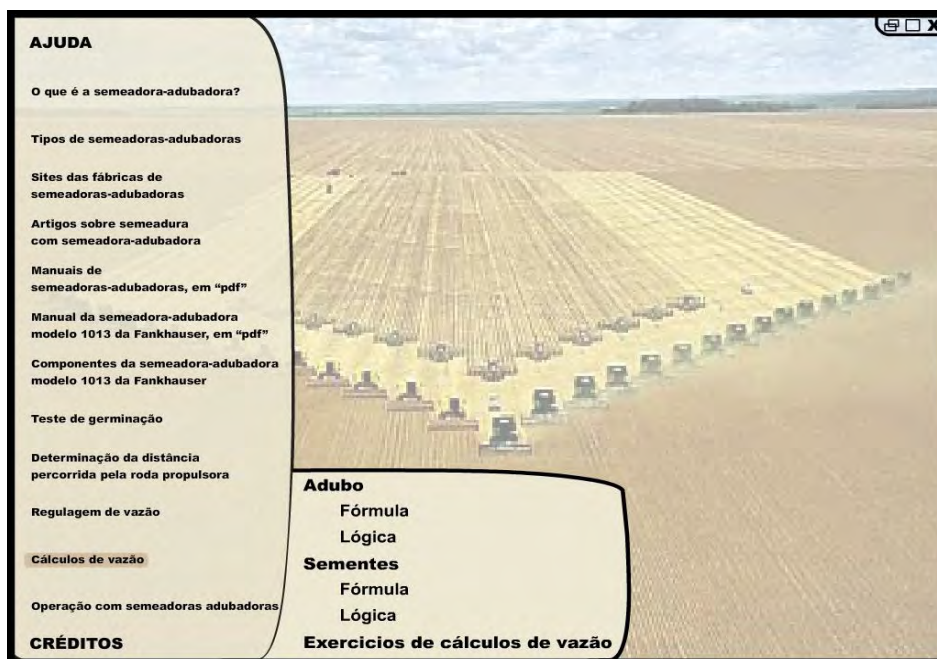 AJUDA
O que é a semeadora-adubadora?
Tipos de semeadoras-adubadoras
Sites das fábricas de
semeadoras-adubadoras
Artigos sobre semeadura
com semeadora-adubadora
Manuais de
semeadoras-adubadoras, em “pdf”
Manual da semeadora-adubadora
modelo 1013 da Fankhauser, em “pdf”
Componentes da semeadora-adubadora
modelo 1013 da Fankhauser
Teste de germinação
Determinação da distância
percorrida pela roda propulsora
Regulagem de vazão
Cálculos de vazão
Operação com semeadoras adubadoras
CRÉDITOS
Adubo
Fórmula
Lógica
Sementes
Fórmula
Lógica
Exercicios de cálculos de vazão